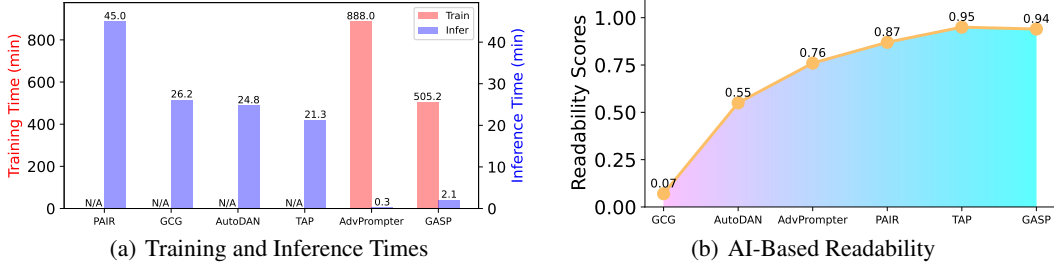 Training Time (min)
800
600
400
200
0
45.0
26.2
24.8
21.3
888.0
505.2
N/A
N/A
N/A
N/A
0.3
2.1
Train
Infer
40
30
20
10
0
Inference Time (min)
PAIR
GCG
AutoDAN
TAP
AdvPrompter
GASP
(a) Training and Inference Times
Readability Scores
1.00
0.75
0.50
0.25
0.00
0.07
0.55
0.76
0.87
0.95
0.94
GCG
AutoDAN
AdvPrompter
PAIR
TAP
GASP
(b) AI-Based Readability